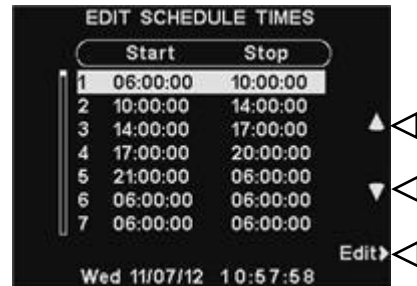 EDIT SCHEDULE TIMES
Start Stop
1 06:00:00 10:00:00
2 10:00:00 14:00:00
3 14:00:00 17:00:00
4 17:00:00 20:00:00
5 21:00:00 06:00:00
6 06:00:00 06:00:00
7 06:00:00 06:00:00
Edit
Wed 11/07/12 10:57:58